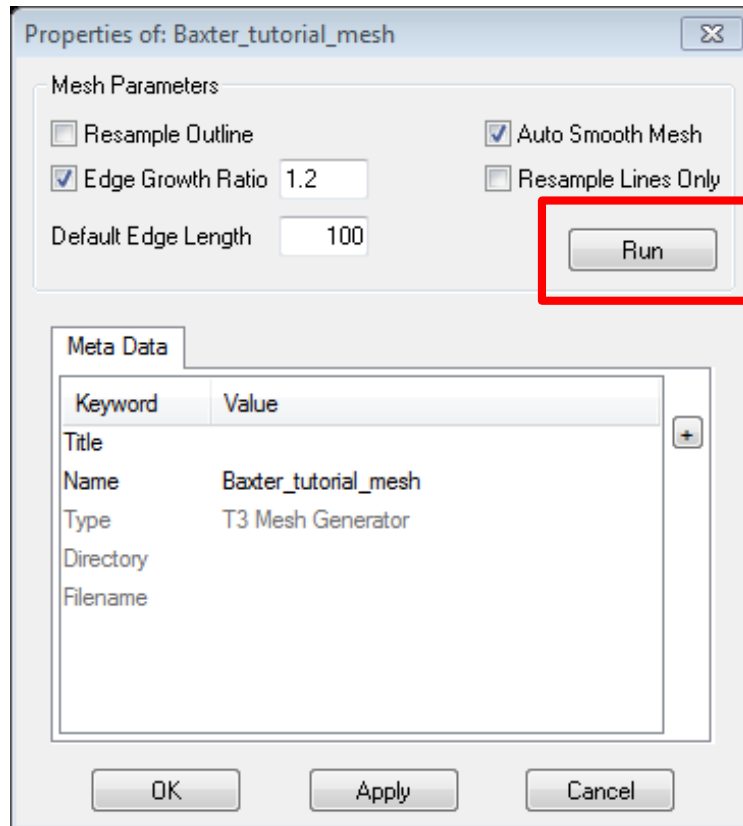 Properties of: Baxter_tutorial_mesh
Mesh Parameters
Resample Outline
Auto Smooth Mesh
Edge Growth Ratio 1.2
Resample Lines Only
Default Edge Length 100
Run
Meta Data
Keyword Value
+
Title
Name Baxter_tutorial_mesh
Type T3 Mesh Generator
Directory
Filename
OK Apply Cancel